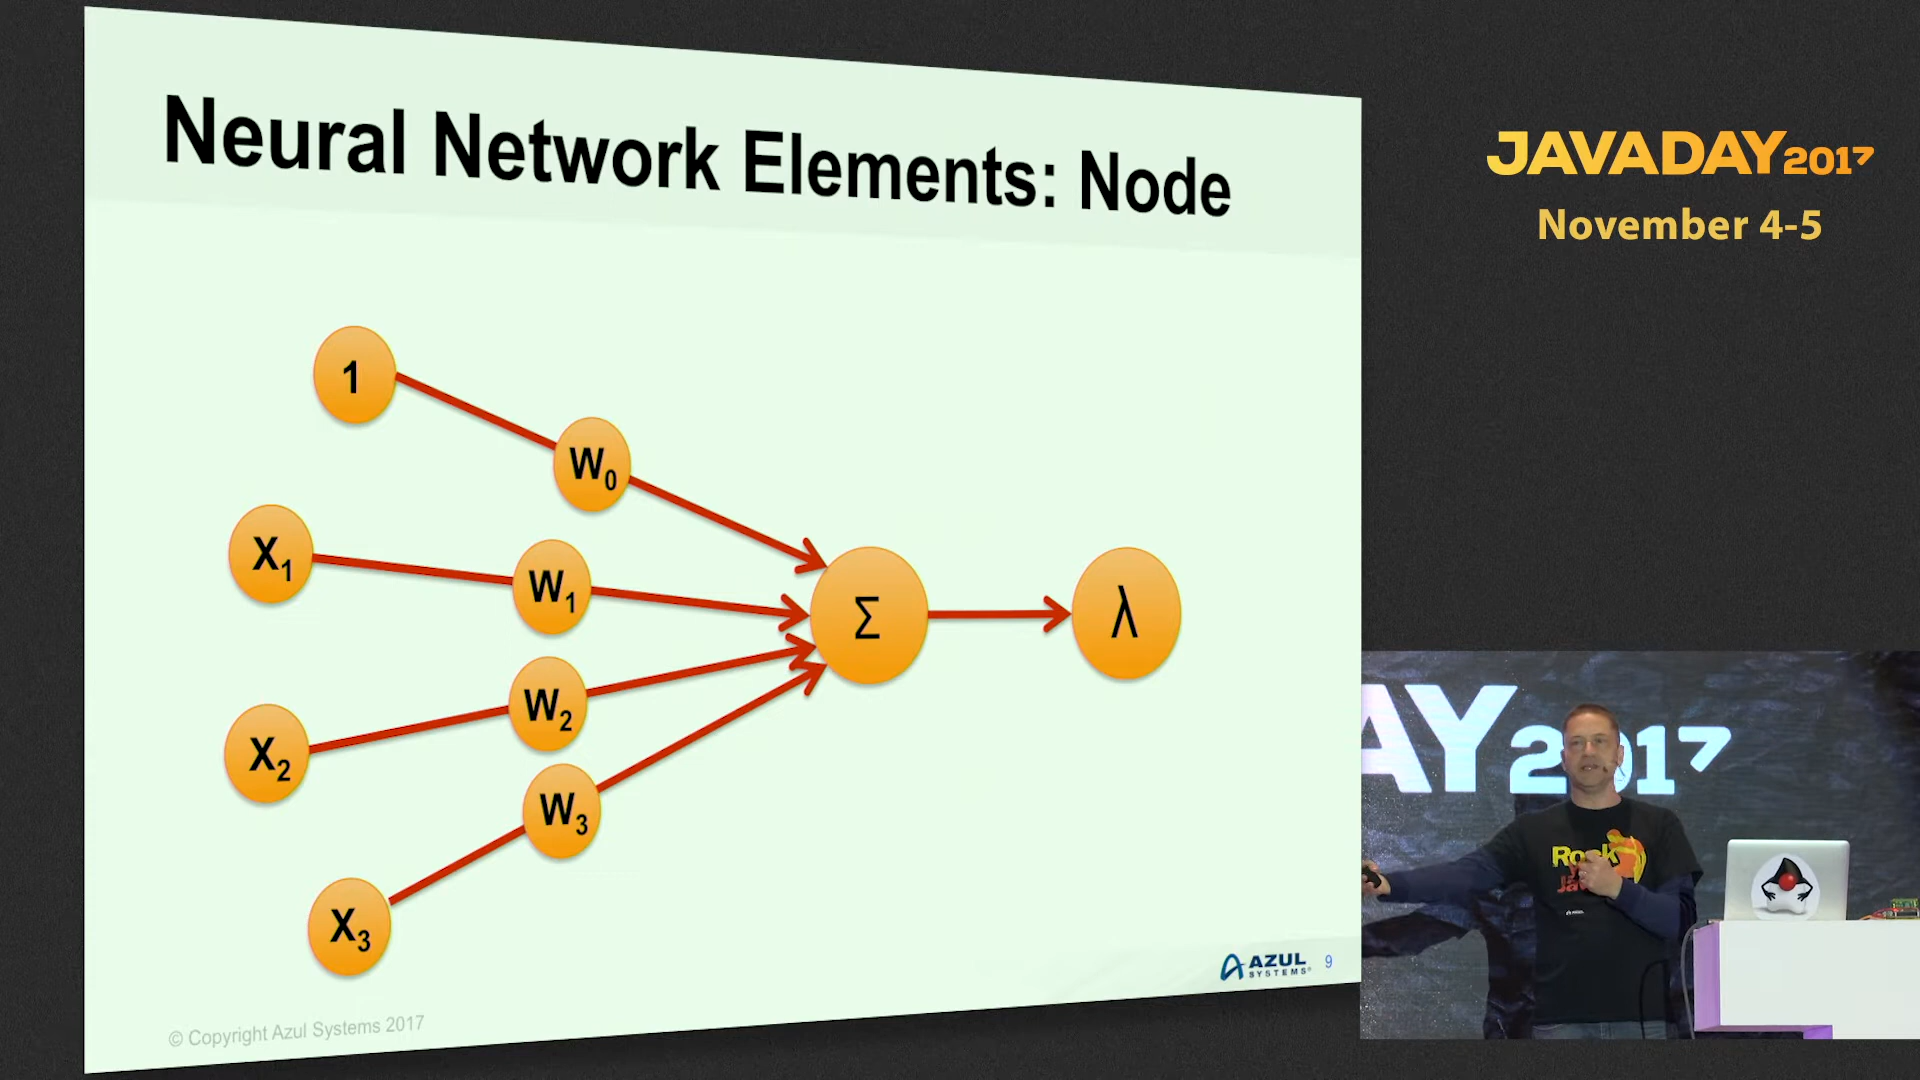 Neural Network Elements: Node
1
W0
X1
W1
Σ
λ
X2
W2
W3
X3
AZUL
SYSTEMS
9
© Copyright Azul Systems 2017
JAVADAY2017
November 4-5
AY2017
Rock